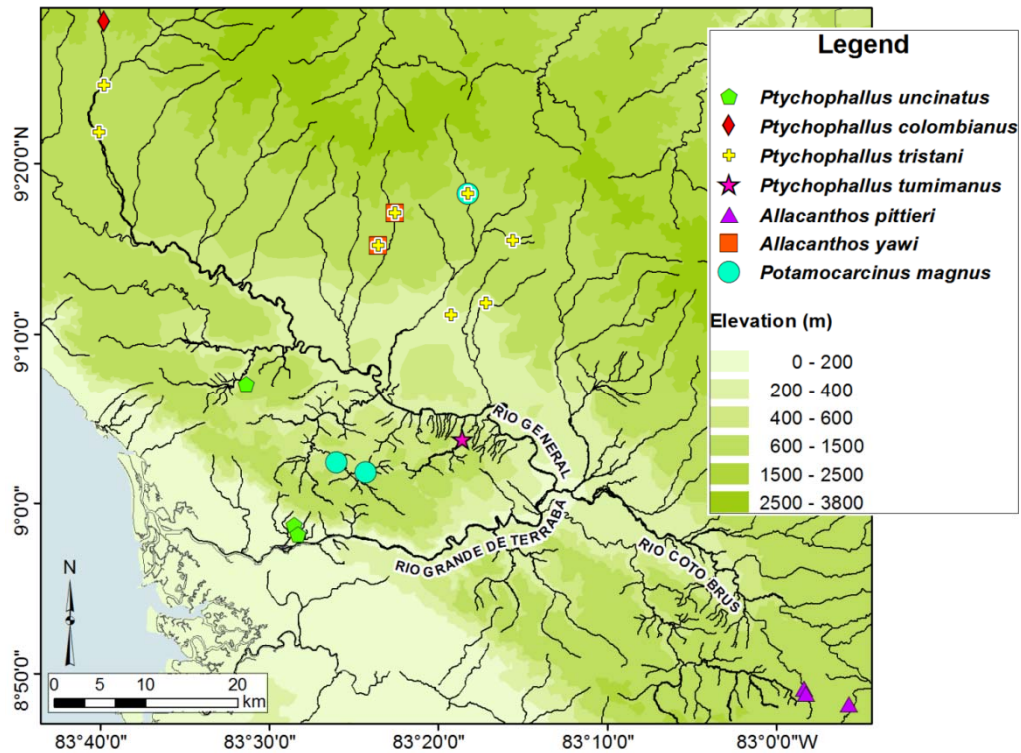 Legend
Ptychophallus uncinatus
Ptychophallus colombianus
Ptychophallus tristani
Ptychophallus tumimanus
Allacanthos pittieri
Allacanthos yawi
Potamocarcinus magnus
Elevation (m)
0 - 200
200 - 400
400 - 600
600 - 1500
1500 - 2500
2500 - 3800
9°20'0"N
9°10'0"N
9°0'0"N
8°50'0"N
RIO GENERAL
RIO GRANDE DE TERRABÁ
RIO COTO BRUS
N
0 5 10 20
km
83°40'0"W 83°30'0"W 83°20'0"W 83°10'0"W 83°0'0"W